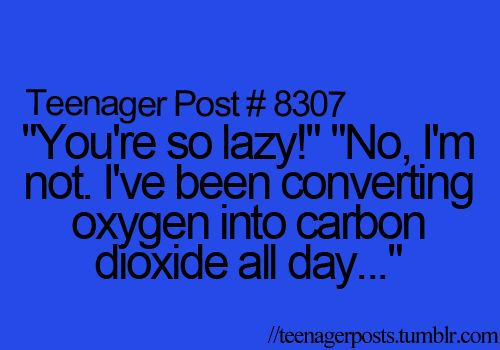 Teenager Post # 8307
"You're so lazy!" "No, I'm
not. I've been converting
oxygen into carbon
dioxide all day..."
//teenagerposts.tumblr.com